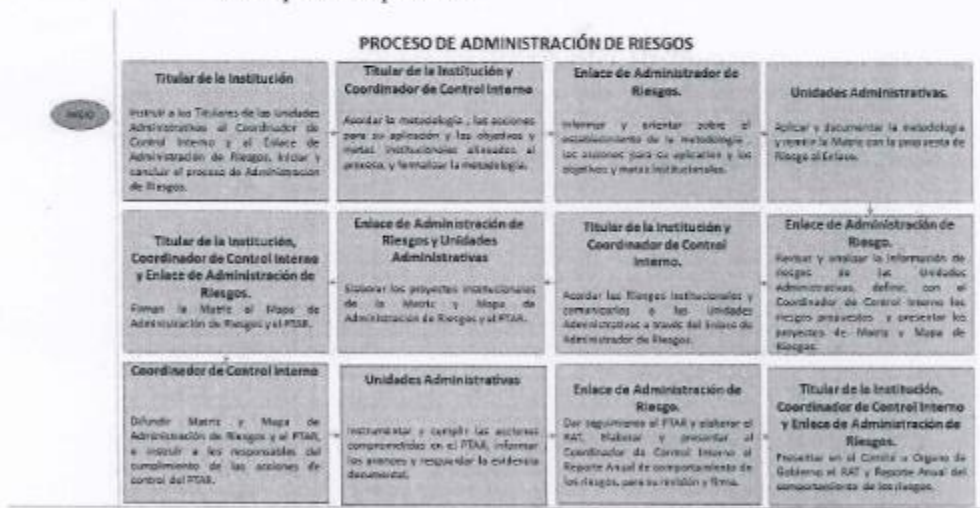 PROCESO DE ADMINISTRACIÓN DE RIESGOS
INICIO
Titular de la Institución
Instruir a los Titulares de las Unidades
Administrativas al Coordinador de
Control Interno y al Enlace de
Administración de Riesgos, iniciar y
concluir el proceso de Administración
de Riesgos.
Titular de la Institución y
Coordinador de Control Interno
Acordar la metodología, las acciones
para su aplicación y los objetivos y
metas institucionales alineados al
proceso, y formalizar la metodología.
Enlace de Administrador de
Riesgos.
Informar y orientar sobre el
establecimiento de la metodología,
las acciones para su aplicación y los
objetivos y metas institucionales.
Unidades Administrativas.
Aplicar y documentar la metodología
y remitir la Matriz con la propuesta de
Riesgo al Enlace.
Titular de la Institución,
Coordinador de Control Interno
y Enlace de Administración de
Riesgos.
Firman la Matriz el Mapa de
Administración de Riesgos y el PTAR.
Enlace de Administración de
Riesgos y Unidades
Administrativas
Elaborar los proyectos institucionales
de la Matriz y Mapa de
Administración de Riesgos y el PTAR.
Titular de la Institución y
Coordinador de Control
Interno.
Acordar los Riesgos Institucionales y
comunicarlos a las Unidades
Administrativas a través del Enlace de
Administrador de Riesgos.
Enlace de Administración de
Riesgo.
Revisar y analizar la información de
riesgos de las Unidades
Administrativas, definir, con el
Coordinador de Control Interno los
riesgos propuestos y presentar los
proyectos de Matriz y Mapa de
Riesgos.
Coordinador de Control Interno
Difundir Matriz y Mapa de
Administración de Riesgos y el PTAR,
e instruir a los responsables del
cumplimiento de las acciones de
control del PTAR.
Unidades Administrativas
Instrumentar y cumplir las acciones
comprometidas en el PTAR, informar
los avances y resguardar la evidencia
documental.
Enlace de Administración de
Riesgo.
Dar seguimiento al PTAR y elaborar el
RAT, Elaborar y presentar al
Coordinador de Control Interno el
Reporte Anual de comportamiento de
los riesgos, para su revisión y firma.
Titular de la Institución,
Coordinador de Control Interno
y Enlace de Administración de
Riesgos.
Presentar en el Comité u Organo de
Gobierno el RAT y Reporte Anual del
comportamiento de los riesgos.